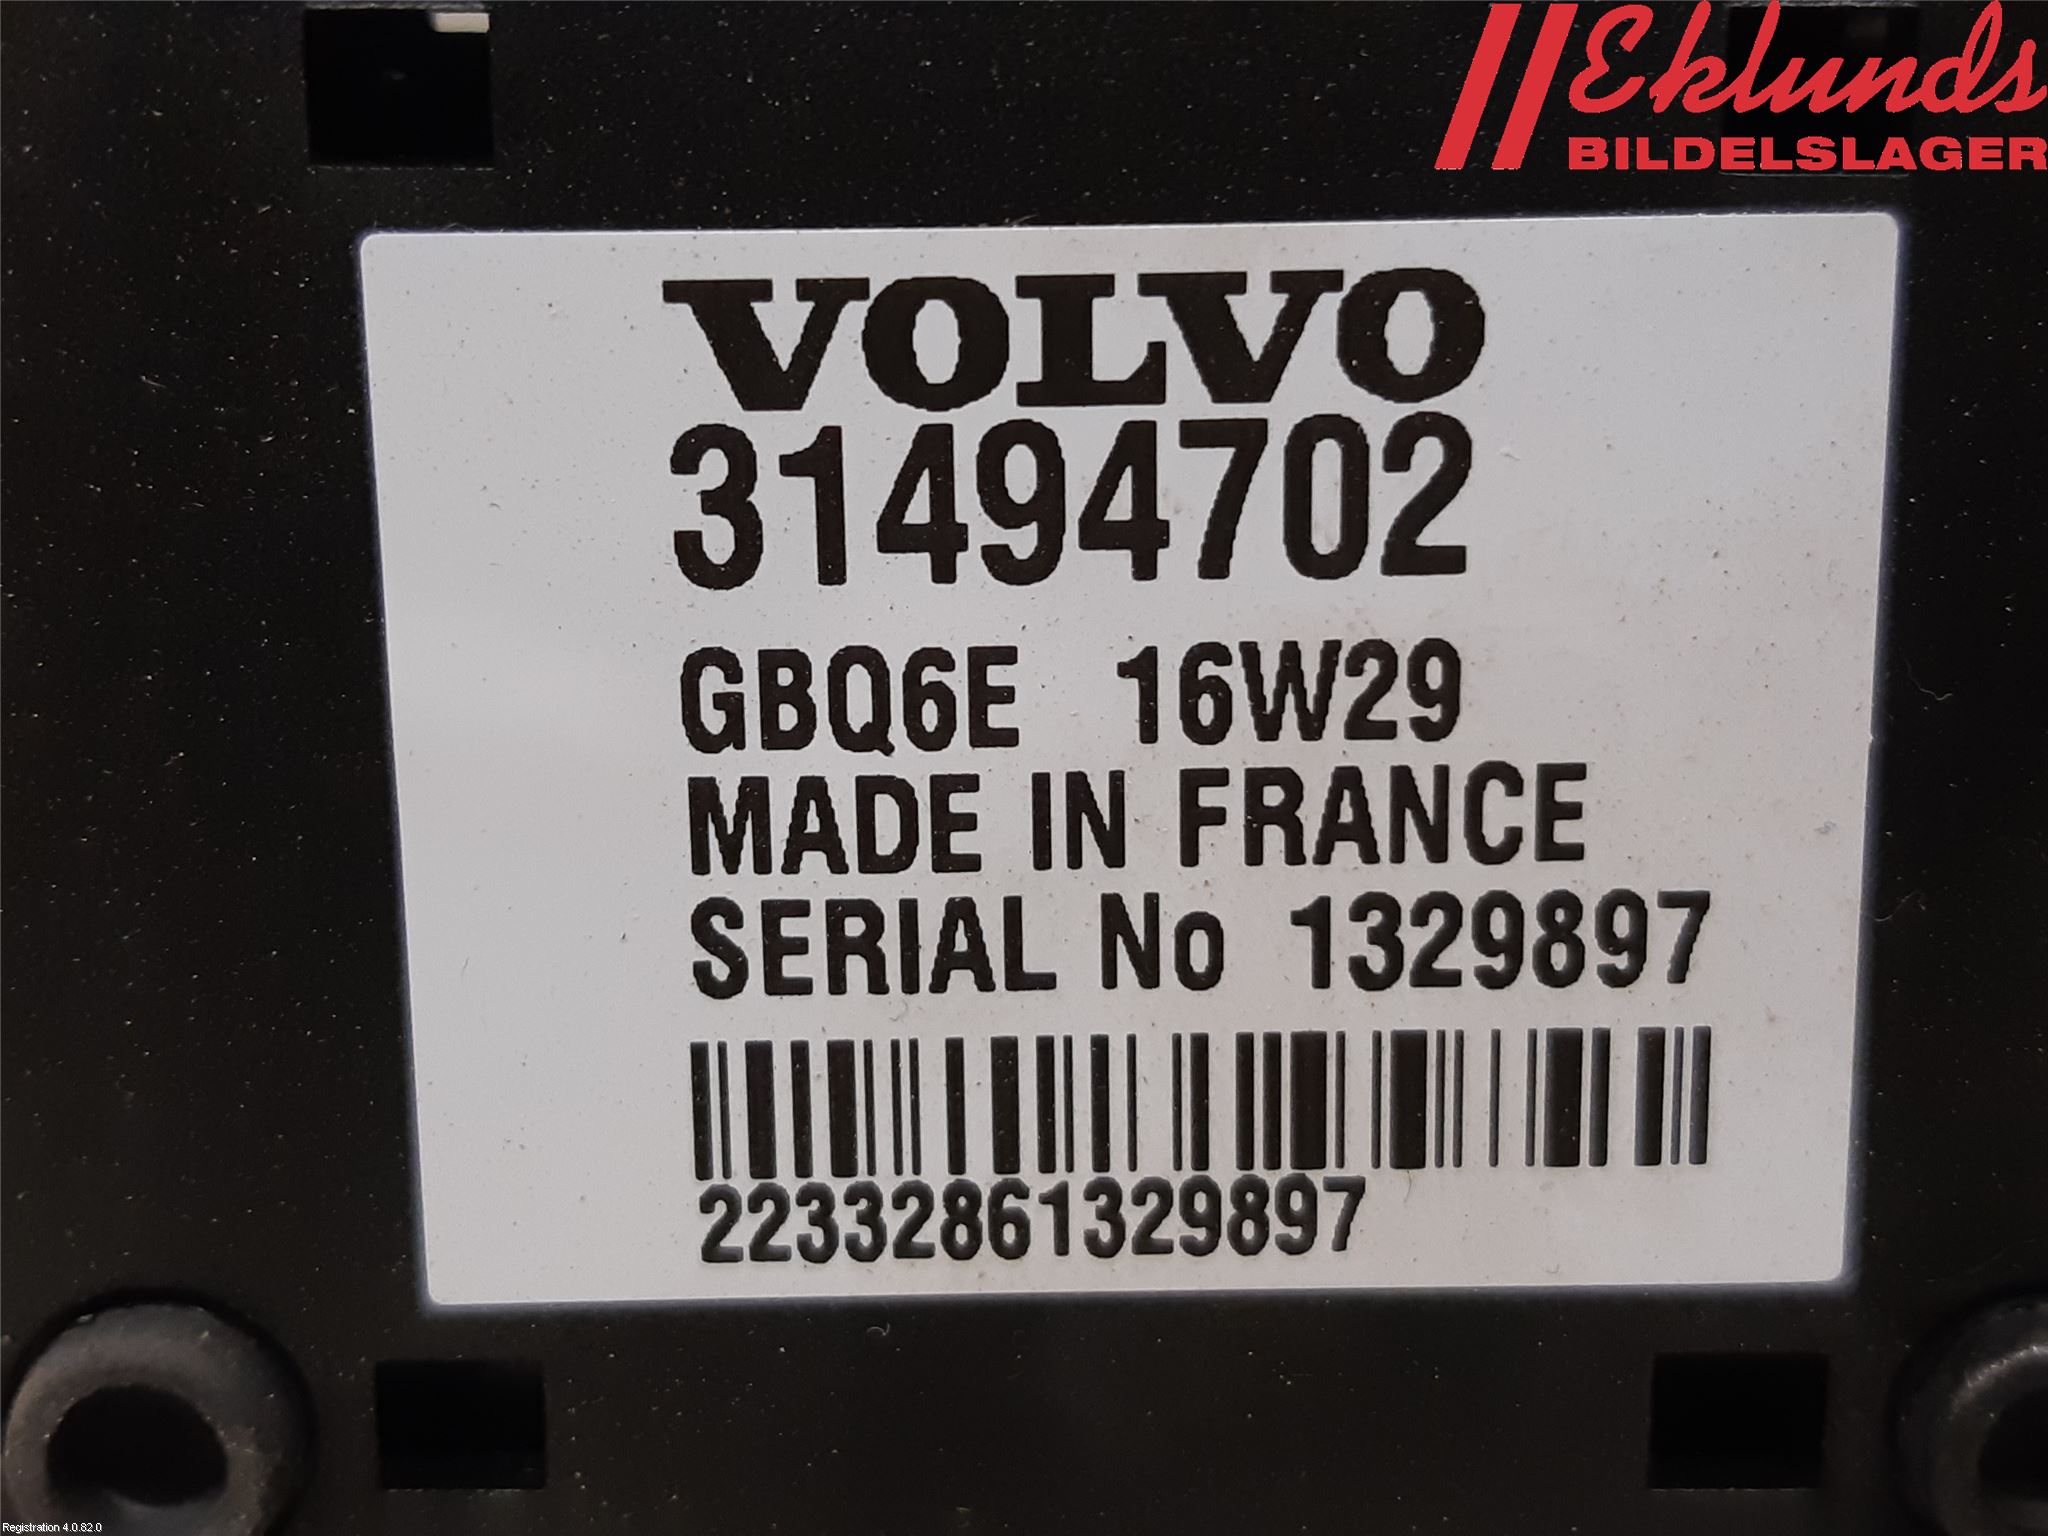 Eklunds
BILDELSLAGER
VOLVO
31494702
GBQ6E 16W29
MADE IN FRANCE
SERIAL No 1329897
22332861329897
Registration 4.0.82.0